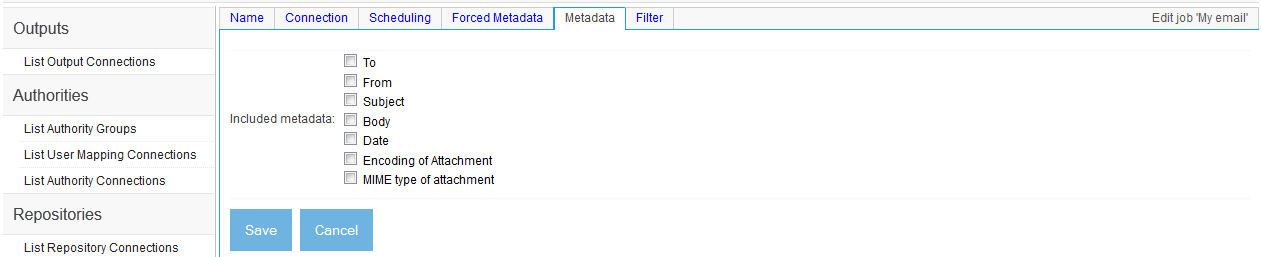 Outputs
List Output Connections
Authorities
List Authority Groups
List User Mapping Connections
List Authority Connections
Repositories
List Repository Connections
Name Connection Scheduling Forced Metadata Metadata Filter Edit job 'My email'
Included metadata:
To
From
Subject
Body
Date
Encoding of Attachment
MIME type of attachment
Save Cancel